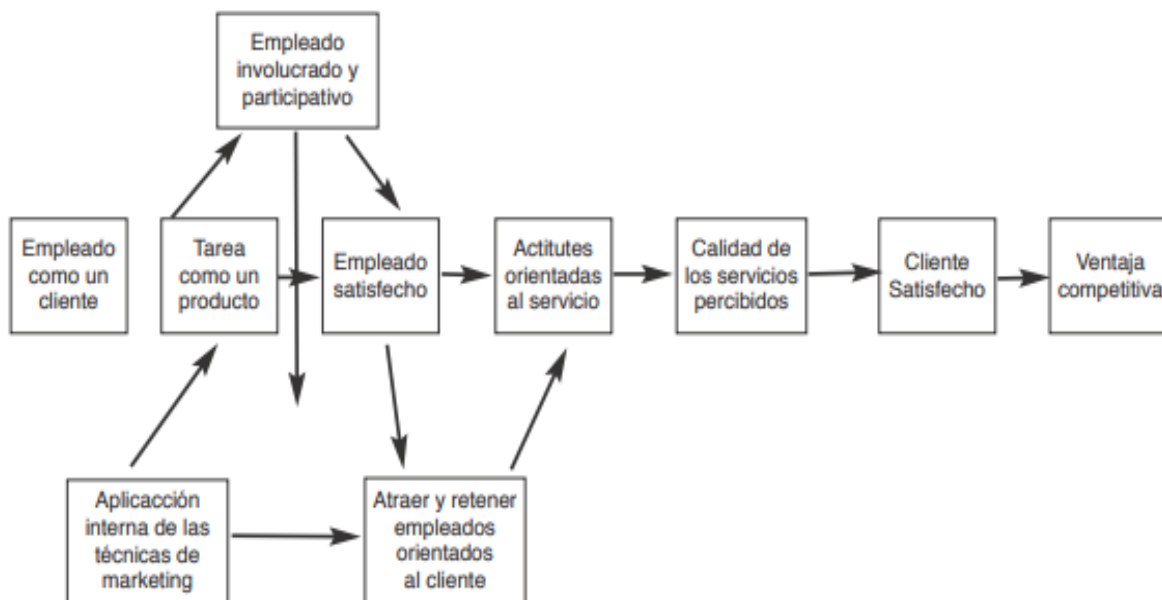 Empleado
involucrado y
participativo
Empleado
como un
cliente
Tarea
como un
producto
Empleado
satisfecho
Actitutes
orientadas
al servicio
Calidad de
los servicios
percibidos
Cliente
Satisfecho
Ventaja
competitiva
Aplicacción
interna de las
técnicas de
marketing
Atraer y retener
empleados
orientados
al cliente